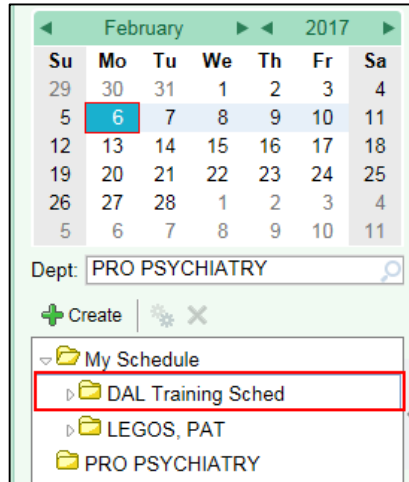 February 2017
Su Mo Tu We Th Fr Sa
29 30 31 1 2 3 4
5 6 7 8 9 10 11
12 13 14 15 16 17 18
19 20 21 22 23 24 25
26 27 28 1 2 3 4
5 6 7 8 9 10 11
Dept: PRO PSYCHIATRY
Create
My Schedule
DAL Training Sched
LEGOS, PAT
PRO PSYCHIATRY